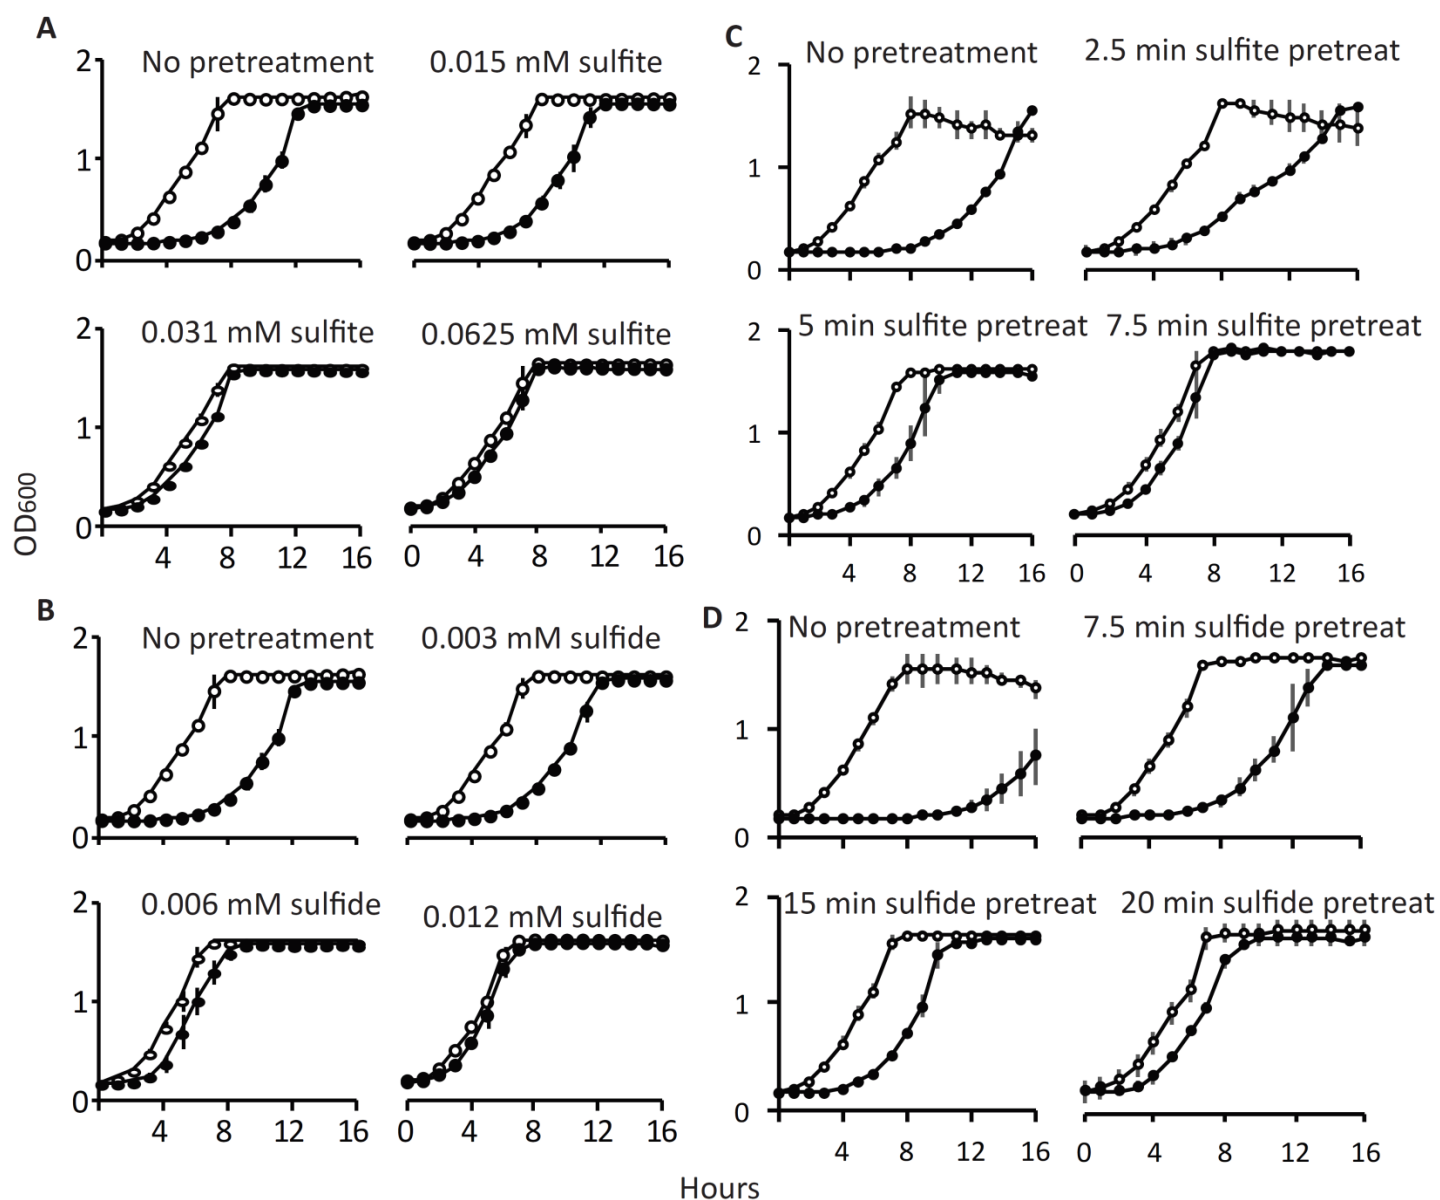 A
No pretreatment
0.015 mM sulfite
2
1
0
0.031 mM sulfite
0.0625 mM sulfite
2
1
0
4 8 12 16
0 4 8 12 16
OD600
B
No pretreatment
0.003 mM sulfide
2
1
0
0.006 mM sulfide
0.012 mM sulfide
2
1
0
4 8 12 16
0 4 8 12 16
C
No pretreatment
2.5 min sulfite pretreat
2
1
0
5 min sulfite pretreat
7.5 min sulfite pretreat
2
1
0
4 8 12 16
0 4 8 12 16
D
No pretreatment
7.5 min sulfide pretreat
2
1
0
15 min sulfide pretreat
20 min sulfide pretreat
2
1
0
4 8 12 16
0 4 8 12 16
Hours